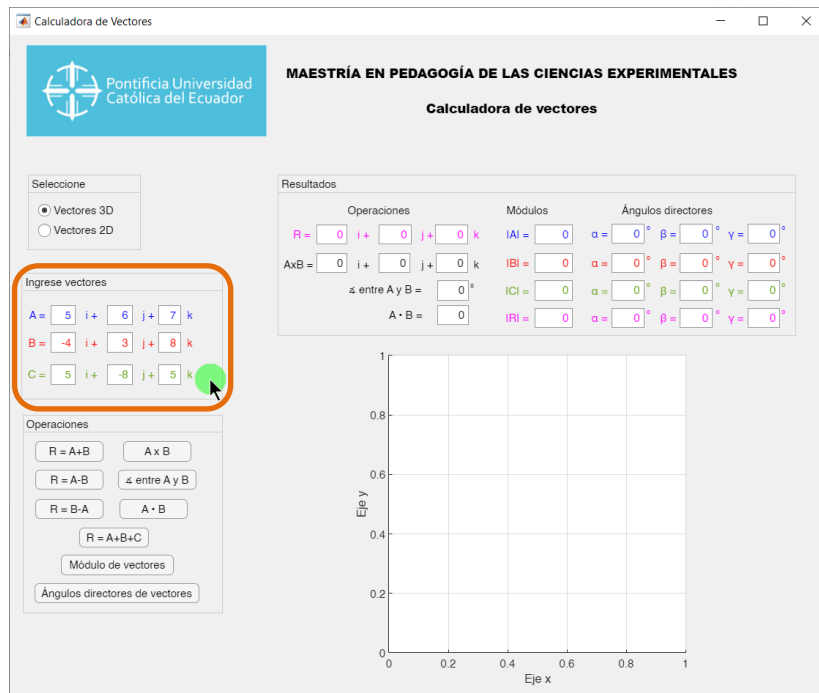 Calculadora de Vectores
Pontificia Universidad
Católica del Ecuador
MAESTRÍA EN PEDAGOGÍA DE LAS CIENCIAS EXPERIMENTALES
Calculadora de vectores
Seleccione
Vectores 3D
Vectores 2D
Ingrese vectores
A = 5 i + 6 j + 7 k
B = -4 i + 3 j + 8 k
C = 5 i + -8 j + 5 k
Operaciones
R = A+B A x B
R = A-B ∡ entre A y B
R = B-A A • B
R = A+B+C
Módulo de vectores
Ángulos directores de vectores
Resultados
Operaciones Módulos Ángulos directores
R = 0 i + 0 j + 0 k IAI = 0 α = 0 ° β = 0 ° γ = 0 °
AxB = 0 i + 0 j + 0 k IBI = 0 α = 0 ° β = 0 ° γ = 0 °
∡ entre A y B = 0 ° ICI = 0 α = 0 ° β = 0 ° γ = 0 °
A • B = 0 IRI = 0 α = 0 ° β = 0 ° γ = 0 °
1
0.8
0.6
Eje y
0.4
0.2
0
0 0.2 0.4 0.6 0.8 1
Eje x